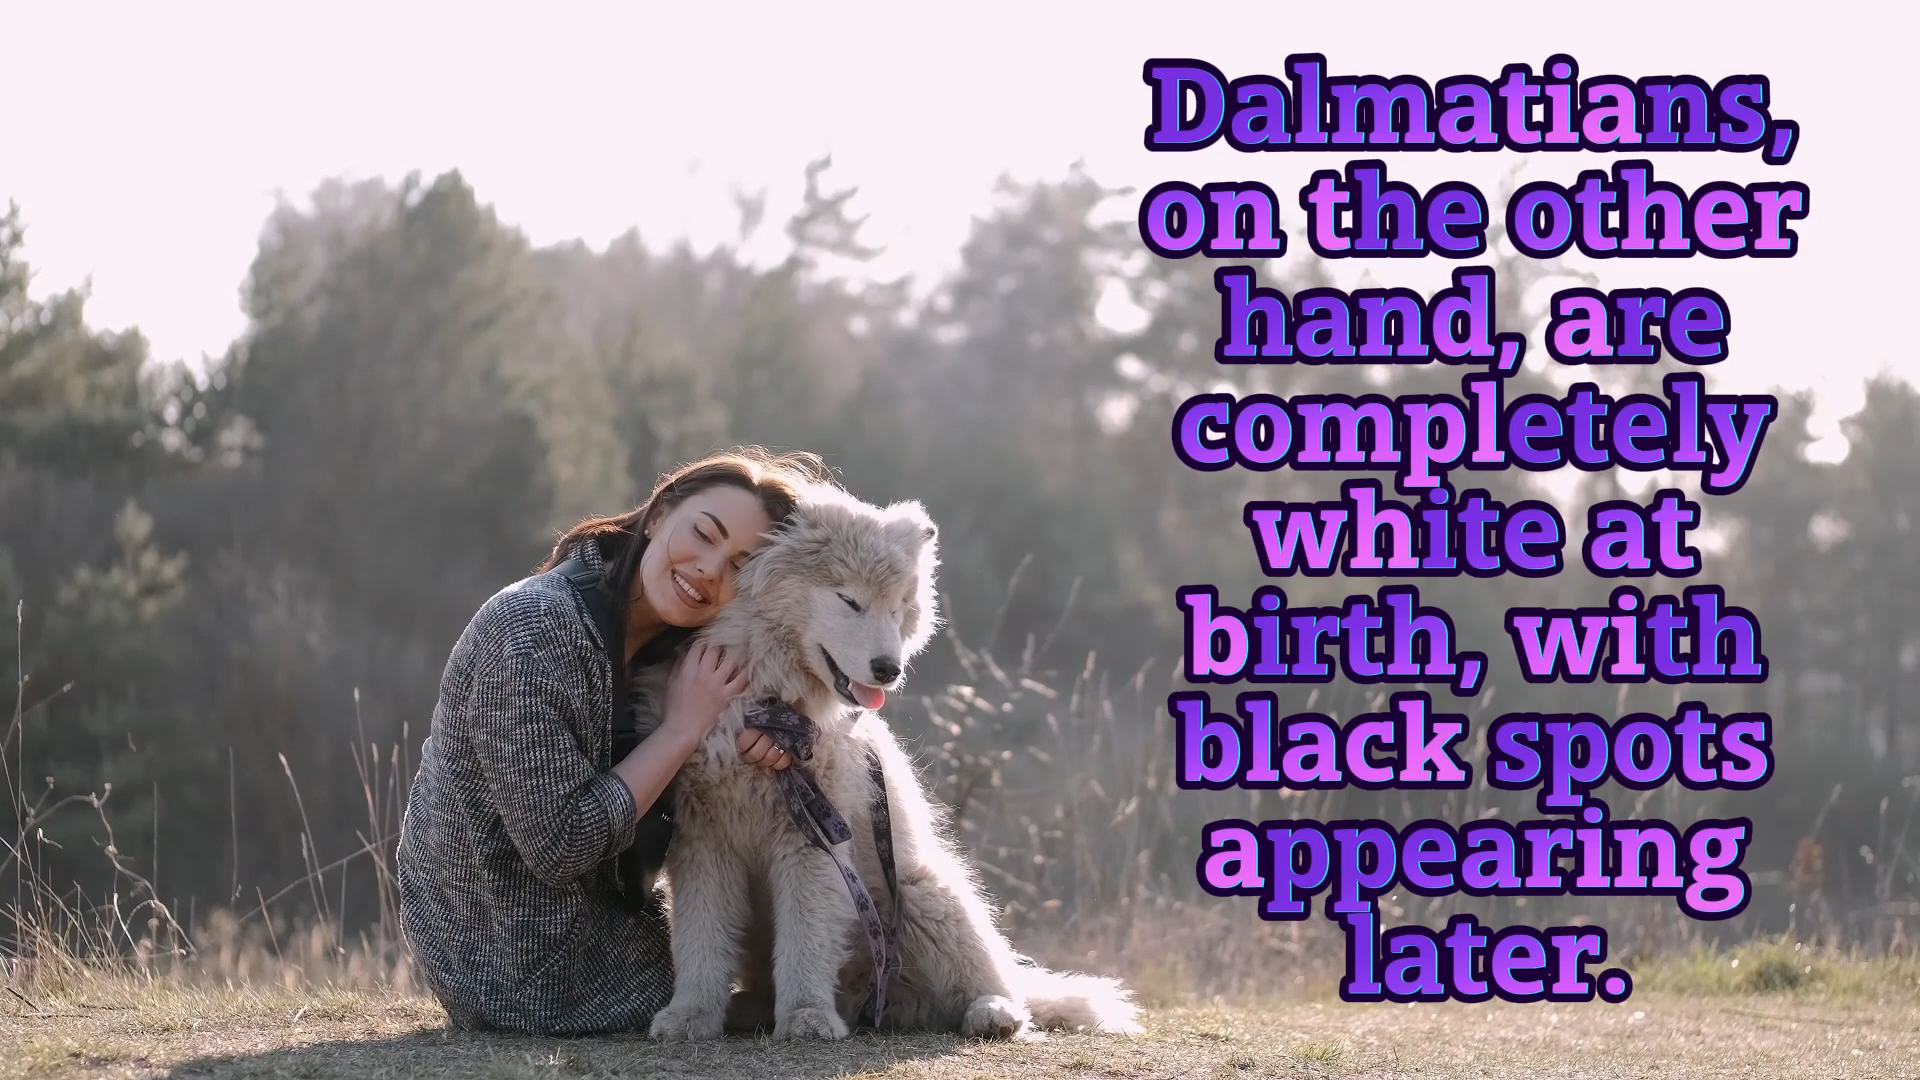 Dalmatians,
on the other
hand, are
completely
white at
birth, with
black spots
appearing
later.